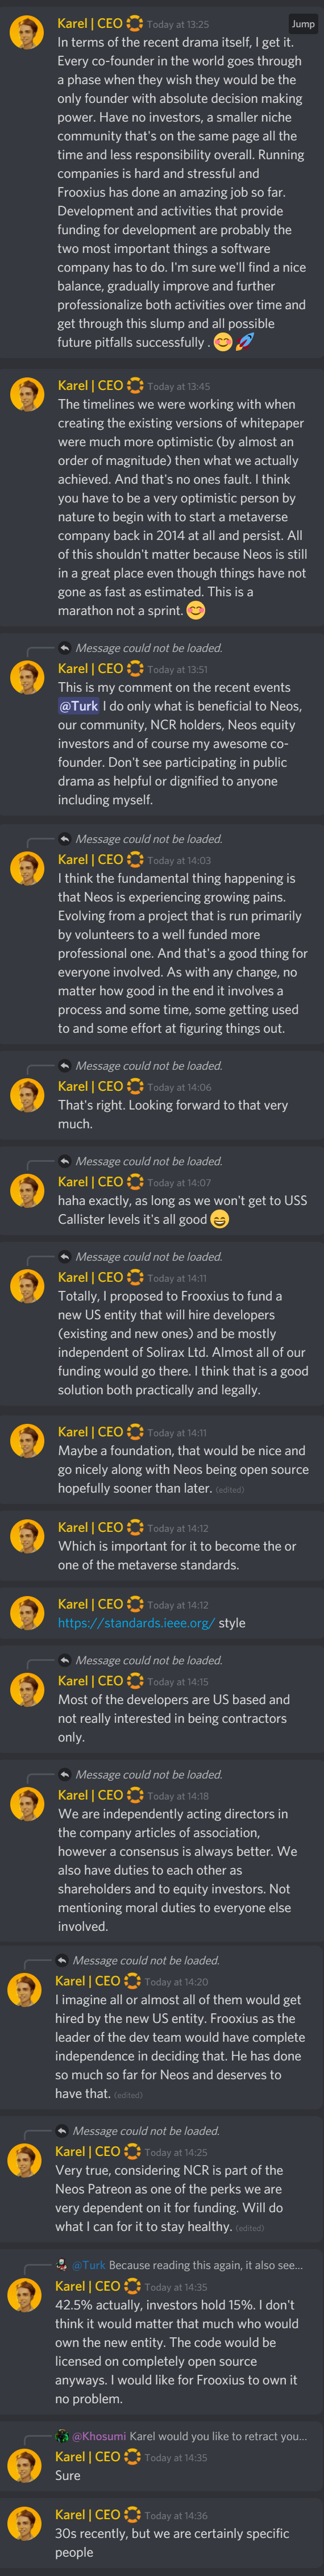 Karel | CEO Today at 13:25
Jump
In terms of the recent drama itself, I get it.
Every co-founder in the world goes through
a phase when they wish they would be the
only founder with absolute decision making
power. Have no investors, a smaller niche
community that's on the same page all the
time and less responsibility overall. Running
companies is hard and stressful and
Frooxius has done an amazing job so far.
Development and activities that provide
funding for development are probably the
two most important things a software
company has to do. I'm sure we'll find a nice
balance, gradually improve and further
professionalize both activities over time and
get through this slump and all possible
future pitfalls successfully . 😊 🚀
Karel | CEO Today at 13:45
The timelines we were working with when
creating the existing versions of whitepaper
were much more optimistic (by almost an
order of magnitude) then what we actually
achieved. And that's no ones fault. I think
you have to be a very optimistic person by
nature to begin with to start a metaverse
company back in 2014 at all and persist. All
of this shouldn't matter because Neos is still
in a great place even though things have not
gone as fast as estimated. This is a
marathon not a sprint. 😊
Message could not be loaded.
Karel | CEO Today at 13:51
This is my comment on the recent events
@Turk I do only what is beneficial to Neos,
our community, NCR holders, Neos equity
investors and of course my awesome co-
founder. Don't see participating in public
drama as helpful or dignified to anyone
including myself.
Message could not be loaded.
Karel | CEO Today at 14:03
I think the fundamental thing happening is
that Neos is experiencing growing pains.
Evolving from a project that is run primarily
by volunteers to a well funded more
professional one. And that's a good thing for
everyone involved. As with any change, no
matter how good in the end it involves a
process and some time, some getting used
to and some effort at figuring things out.
Message could not be loaded.
Karel | CEO Today at 14:06
That's right. Looking forward to that very
much.
Message could not be loaded.
Karel | CEO Today at 14:07
haha exactly, as long as we won't get to USS
Callister levels it's all good 😄
Message could not be loaded.
Karel | CEO Today at 14:11
Totally, I proposed to Frooxius to fund a
new US entity that will hire developers
(existing and new ones) and be mostly
independent of Solirax Ltd. Almost all of our
funding would go there. I think that is a good
solution both practically and legally.
Karel | CEO Today at 14:11
Maybe a foundation, that would be nice and
go nicely along with Neos being open source
hopefully sooner than later. (edited)
Karel | CEO Today at 14:12
Which is important for it to become the or
one of the metaverse standards.
Karel | CEO Today at 14:12
https://standards.ieee.org/ style
Message could not be loaded.
Karel | CEO Today at 14:15
Most of the developers are US based and
not really interested in being contractors
only.
Message could not be loaded.
Karel | CEO Today at 14:18
We are independently acting directors in
the company articles of association,
however a consensus is always better. We
also have duties to each other as
shareholders and to equity investors. Not
mentioning moral duties to everyone else
involved.
Message could not be loaded.
Karel | CEO Today at 14:20
I imagine all or almost all of them would get
hired by the new US entity. Frooxius as the
leader of the dev team would have complete
independence in deciding that. He has done
so much so far for Neos and deserves to
have that. (edited)
Message could not be loaded.
Karel | CEO Today at 14:25
Very true, considering NCR is part of the
Neos Patreon as one of the perks we are
very dependent on it for funding. Will do
what I can for it to stay healthy. (edited)
@Turk Because reading this again, it also see...
Karel | CEO Today at 14:35
42.5% actually, investors hold 15%. I don't
think it would matter that much who would
own the new entity. The code would be
licensed on completely open source
anyways. I would like for Frooxius to own it
no problem.
@Khosumi Karel would you like to retract you...
Karel | CEO Today at 14:35
Sure
Karel | CEO Today at 14:36
30s recently, but we are certainly specific
people